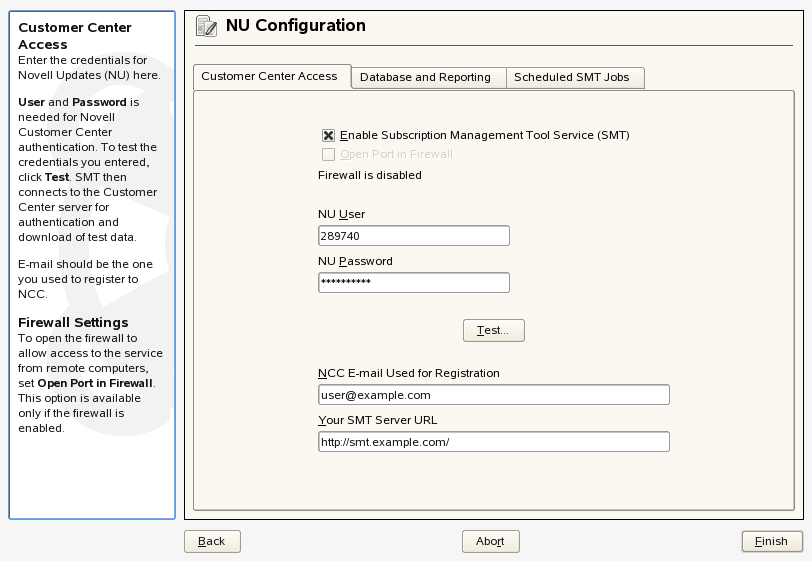 Customer Center
Access
Enter the credentials for
Novell Updates (NU) here.
User and Password is
needed for Novell
Customer Center
authentication. To test the
credentials you entered,
click Test. SMT then
connects to the Customer
Center server for
authentication and
download of test data.
E-mail should be the one
you used to register to
NCC.
Firewall Settings
To open the firewall to
allow access to the service
from remote computers,
set Open Port in Firewall.
This option is available
only if the firewall is
enabled.
NU Configuration
Customer Center Access
Database and Reporting
Scheduled SMT Jobs
Enable Subscription Management Tool Service (SMT)
Open Port in Firewall
Firewall is disabled
NU User
289740
NU Password
**********
Test...
NCC E-mail Used for Registration
user@example.com
Your SMT Server URL
http://smt.example.com/
Back
Abort
Finish